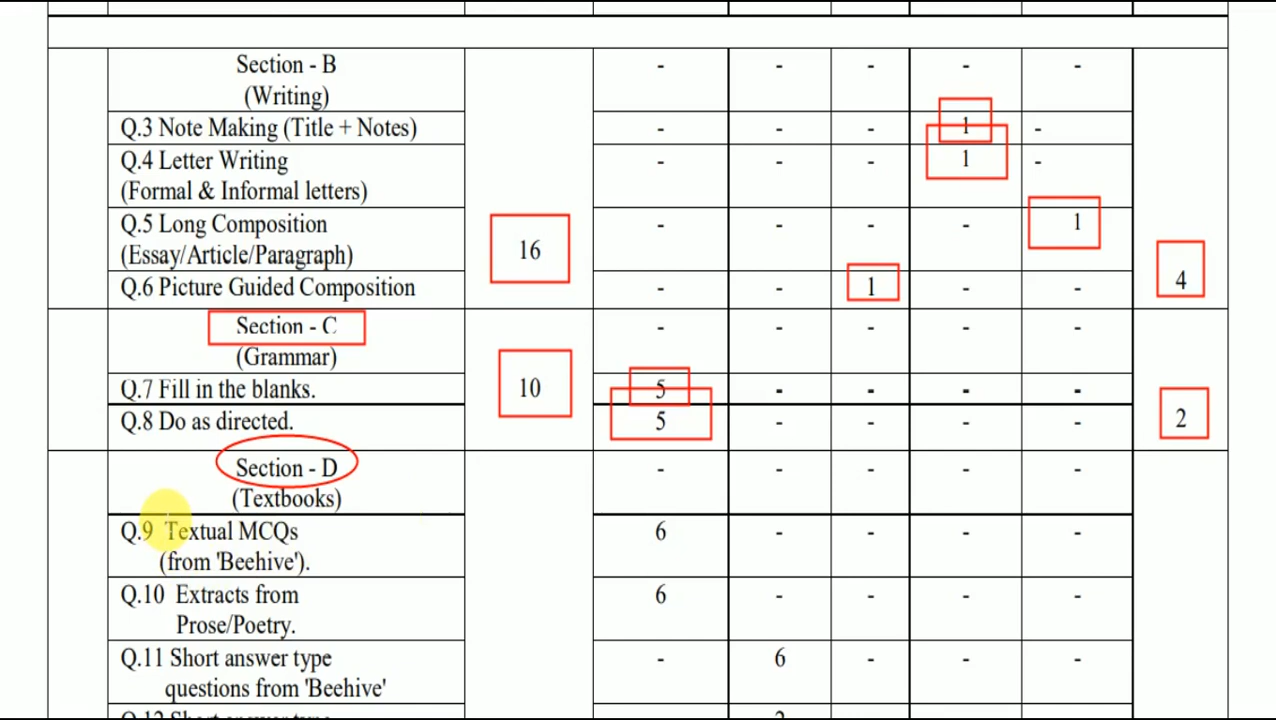 Section - B - - - - -
(Writing)
Q.3 Note Making (Title + Notes) - - - 1 -
Q.4 Letter Writing - - - 1 -
(Formal & Informal letters)
Q.5 Long Composition - - - - 1
(Essay/Article/Paragraph) 16
Q.6 Picture Guided Composition - - 1 - - 4
Section - C - - - - -
(Grammar)
Q.7 Fill in the blanks. 10 5 - - - -
Q.8 Do as directed. 5 - - - - 2
Section - D - - - - -
(Textbooks)
Q.9 Textual MCQs 6 - - - -
(from 'Beehive').
Q.10 Extracts from 6 - - - -
Prose/Poetry.
Q.11 Short answer type - 6 - - -
questions from 'Beehive'